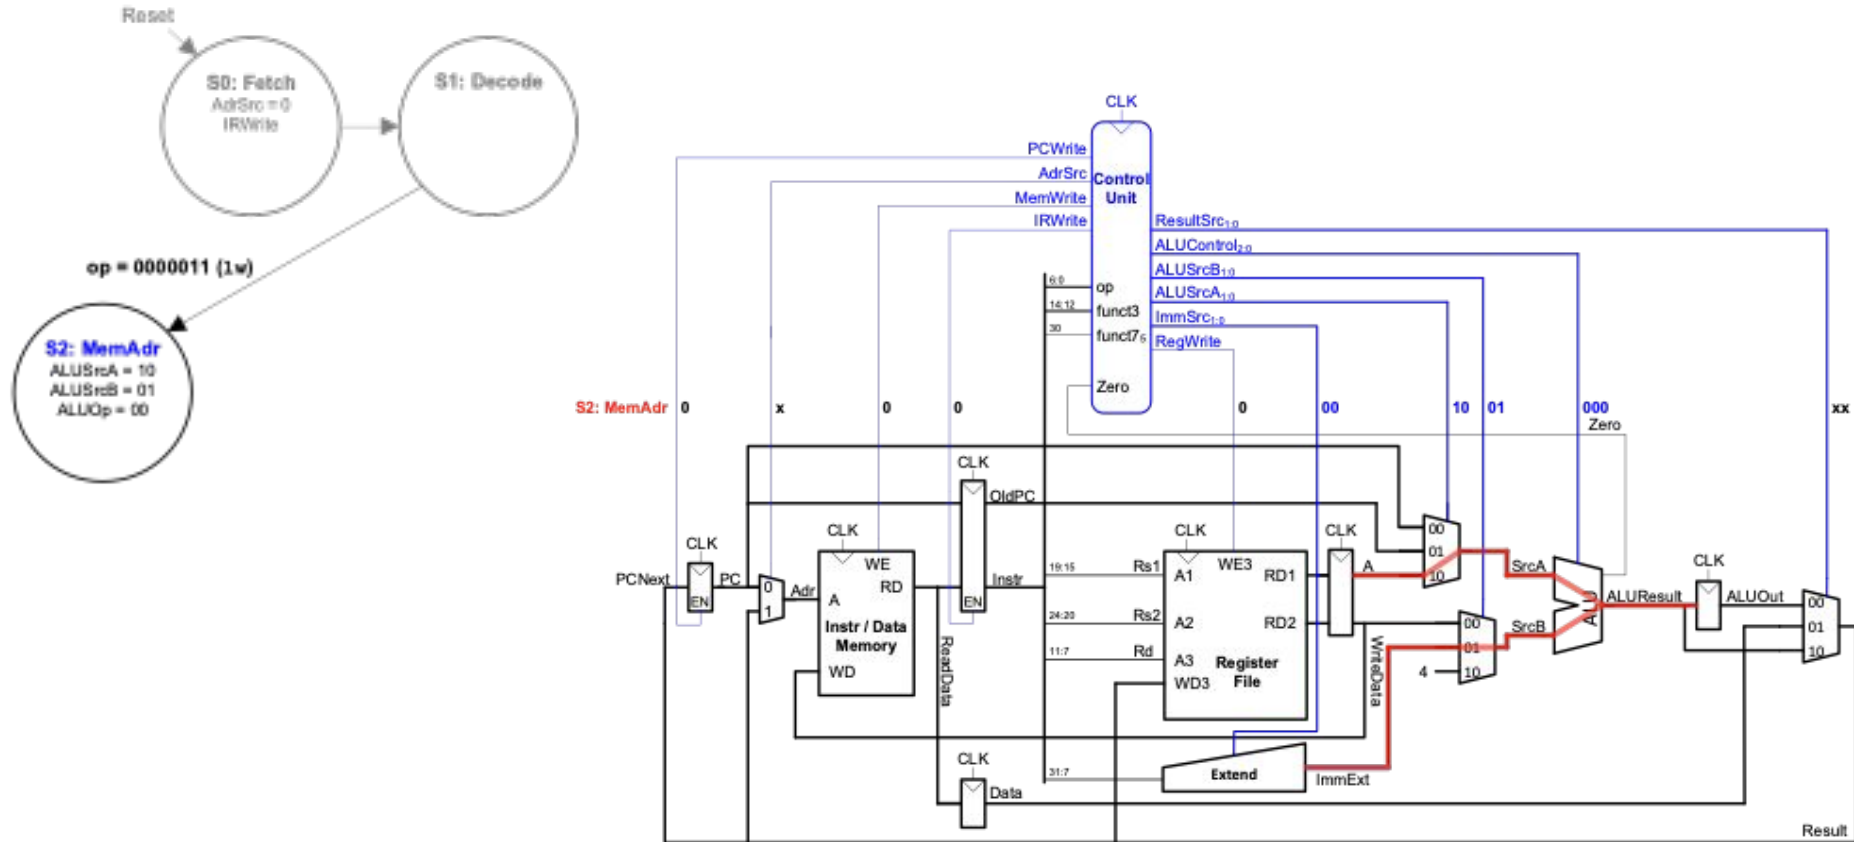 Reset
S0: Fetch
AdrSrc = 0
IRWrite
S1: Decode
op = 0000011 (lw)
S2: MemAdr
ALUSrcA = 10
ALUSrcB = 01
ALUOp = 00
CLK
PCWrite
AdrSrc
MemWrite
IRWrite
Control
Unit
ResultSrc1:0
ALUControl2:0
ALUSrcB1:0
ALUSrcA1:0
ImmSrc1:0
RegWrite
6:0
op
14:12
funct3
30
funct75
Zero
S2: MemAdr 0 x 0 0 0 00 10 01 000 xx
Zero
CLK
OldPC
EN
CLK
PCNext
EN
PC
0
1
Adr
CLK
WE
RD
A
Instr / Data
Memory
WD
ReadData
Instr
19:15
Rs1
24:20
Rs2
11:7
Rd
CLK
WE3
A1
RD1
A2
RD2
A3
WD3
Register
File
CLK
A
WriteData
00
01
10
SrcA
00
01
10
4
SrcB
ALU
ALUResult
CLK
ALUOut
00
01
10
31:7
Extend
ImmExt
CLK
Data
Result